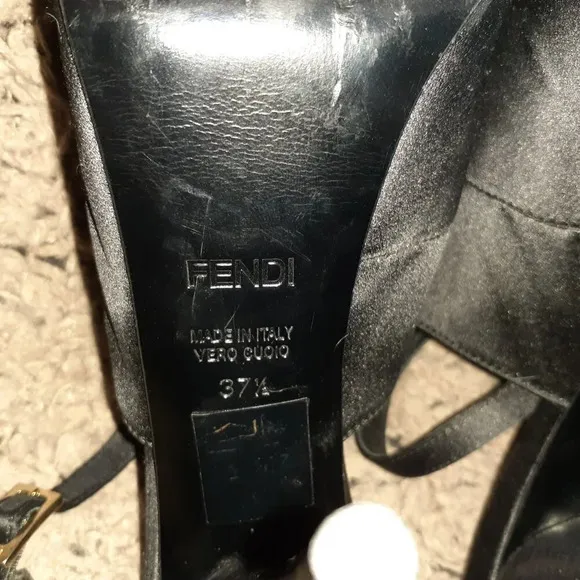 FENDI
MADE IN ITALY
VERO CUOIO
37½